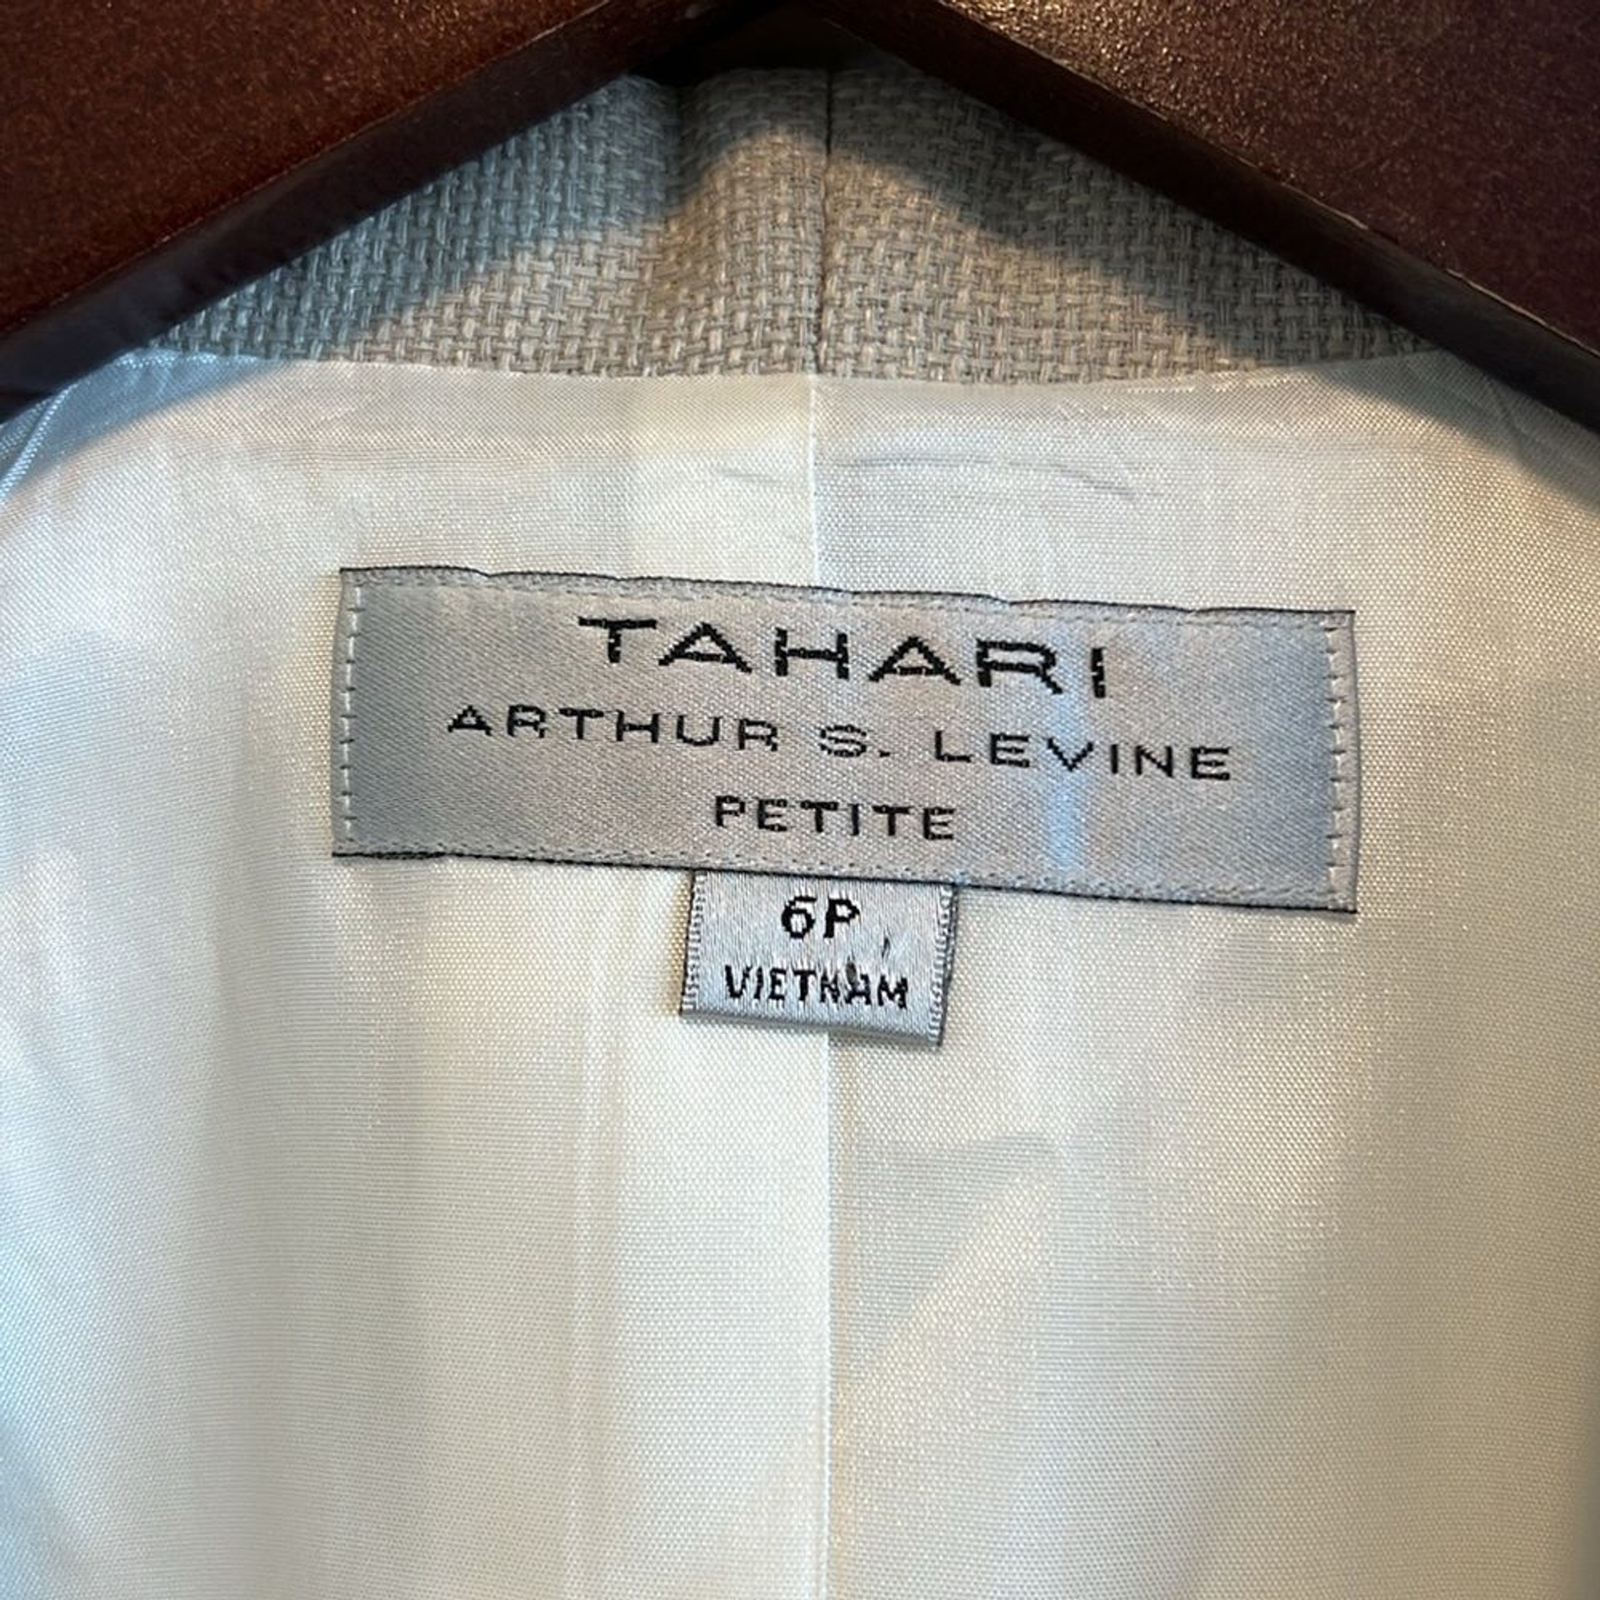 TAHARI
ARTHUR S. LEVINE
PETITE
6P
VIETNAM